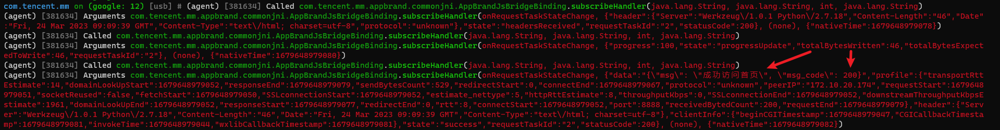 com.tencent.mm on (google: 12) [usb] # (agent) [381634] Called com.tencent.mm.appbrand.commonjni.AppBrandJsBridgeBinding.subscribeHandler(java.lang.String, java.lang.String, int, java.lang.String)
(agent) [381634] Arguments com.tencent.mm.appbrand.commonjni.AppBrandJsBridgeBinding.subscribeHandler(onRequestTaskStateChange, {"header":{"Server":"Werkzeug\/1.0.1 Python\/2.7.18","Content-Length":"46","Date"
:"Fri, 24 Mar 2023 09:09:39 GMT","Content-Type":"text\/html; charset=utf-8","protocol":"unknown"},"state":"headersReceived","requestTaskId":"2","statusCode":200}, (none), {"nativeTime":1679648979078})
(agent) [381634] Called com.tencent.mm.appbrand.commonjni.AppBrandJsBridgeBinding.subscribeHandler(java.lang.String, java.lang.String, int, java.lang.String)
(agent) [381634] Arguments com.tencent.mm.appbrand.commonjni.AppBrandJsBridgeBinding.subscribeHandler(onRequestTaskStateChange, {"progress":100,"state":"progressUpdate","totalBytesWritten":46,"totalBytesExpect
edToWrite":46,"requestTaskId":"2"}, (none), {"nativeTime":1679648979080})
(agent) [381634] Called com.tencent.mm.appbrand.commonjni.AppBrandJsBridgeBinding.subscribeHandler(java.lang.String, java.lang.String, int, java.lang.String)
(agent) [381634] Arguments com.tencent.mm.appbrand.commonjni.AppBrandJsBridgeBinding.subscribeHandler(onRequestTaskStateChange, {"data":"{\"msg\": \"成功访问首页\", \"msg_code\": 200}","profile":{"transportRtt
Estimate":14,"domainLookUpStart":1679648979052,"responseEnd":1679648979079,"sendBytesCount":529,"redirectStart":0,"connectEnd":1679648979067,"protocol":"unknown","peerIP":"172.10.20.174","requestStart":1679648
979051,"socketReused":false,"fetchStart":1679648979050,"SSLconnectionStart":1679648979052,"estimate_nettype":5,"httpRttEstimate":8,"throughputKbps":0,"SSLconnectionEnd":1679648979052,"downstreamThroughputKbpsE
stimate":1961,"domainLookUpEnd":1679648979052,"responseStart":1679648979077,"redirectEnd":0,"rtt":8,"connectStart":1679648979052,"port":8888,"receivedBytedCount":200,"requestEnd":1679648979079},"header":{"Serv
er":"Werkzeug\/1.0.1 Python\/2.7.18","Content-Length":"46","Date":"Fri, 24 Mar 2023 09:09:39 GMT","Content-Type":"text\/html; charset=utf-8"},"clientInfo":{"beginCGITimestamp":1679648979047,"CGICallbackTimesta
mp":1679648979081,"invokeTime":1679648979044,"wxlibCallbackTimestamp":1679648979081},"state":"success","requestTaskId":"2","statusCode":200}, (none), {"nativeTime":1679648979082})